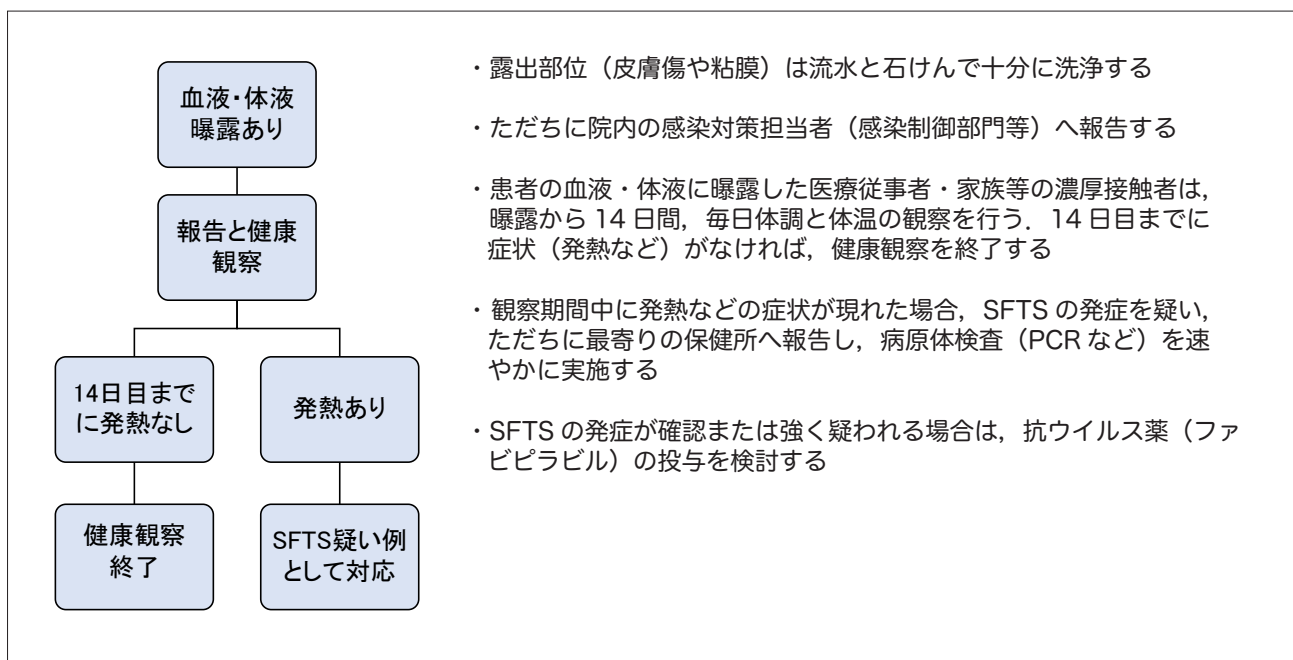 血液・体液
曝露あり
報告と健康
観察
14日目まで
に発熱なし
発熱あり
健康観察
終了
SFTS疑い例
として対応
・露出部位（皮膚傷や粘膜）は流水と石けんで十分に洗浄する
・ただちに院内の感染対策担当者（感染制御部門等）へ報告する
・患者の血液・体液に曝露した医療従事者・家族等の濃厚接触者は，
曝露から 14 日間，毎日体調と体温の観察を行う．14 日目までに
症状（発熱など）がなければ，健康観察を終了する
・観察期間中に発熱などの症状が現れた場合，SFTS の発症を疑い，
ただちに最寄りの保健所へ報告し，病原体検査（PCR など）を速
やかに実施する
・SFTS の発症が確認または強く疑われる場合は，抗ウイルス薬（ファ
ビピラビル）の投与を検討する